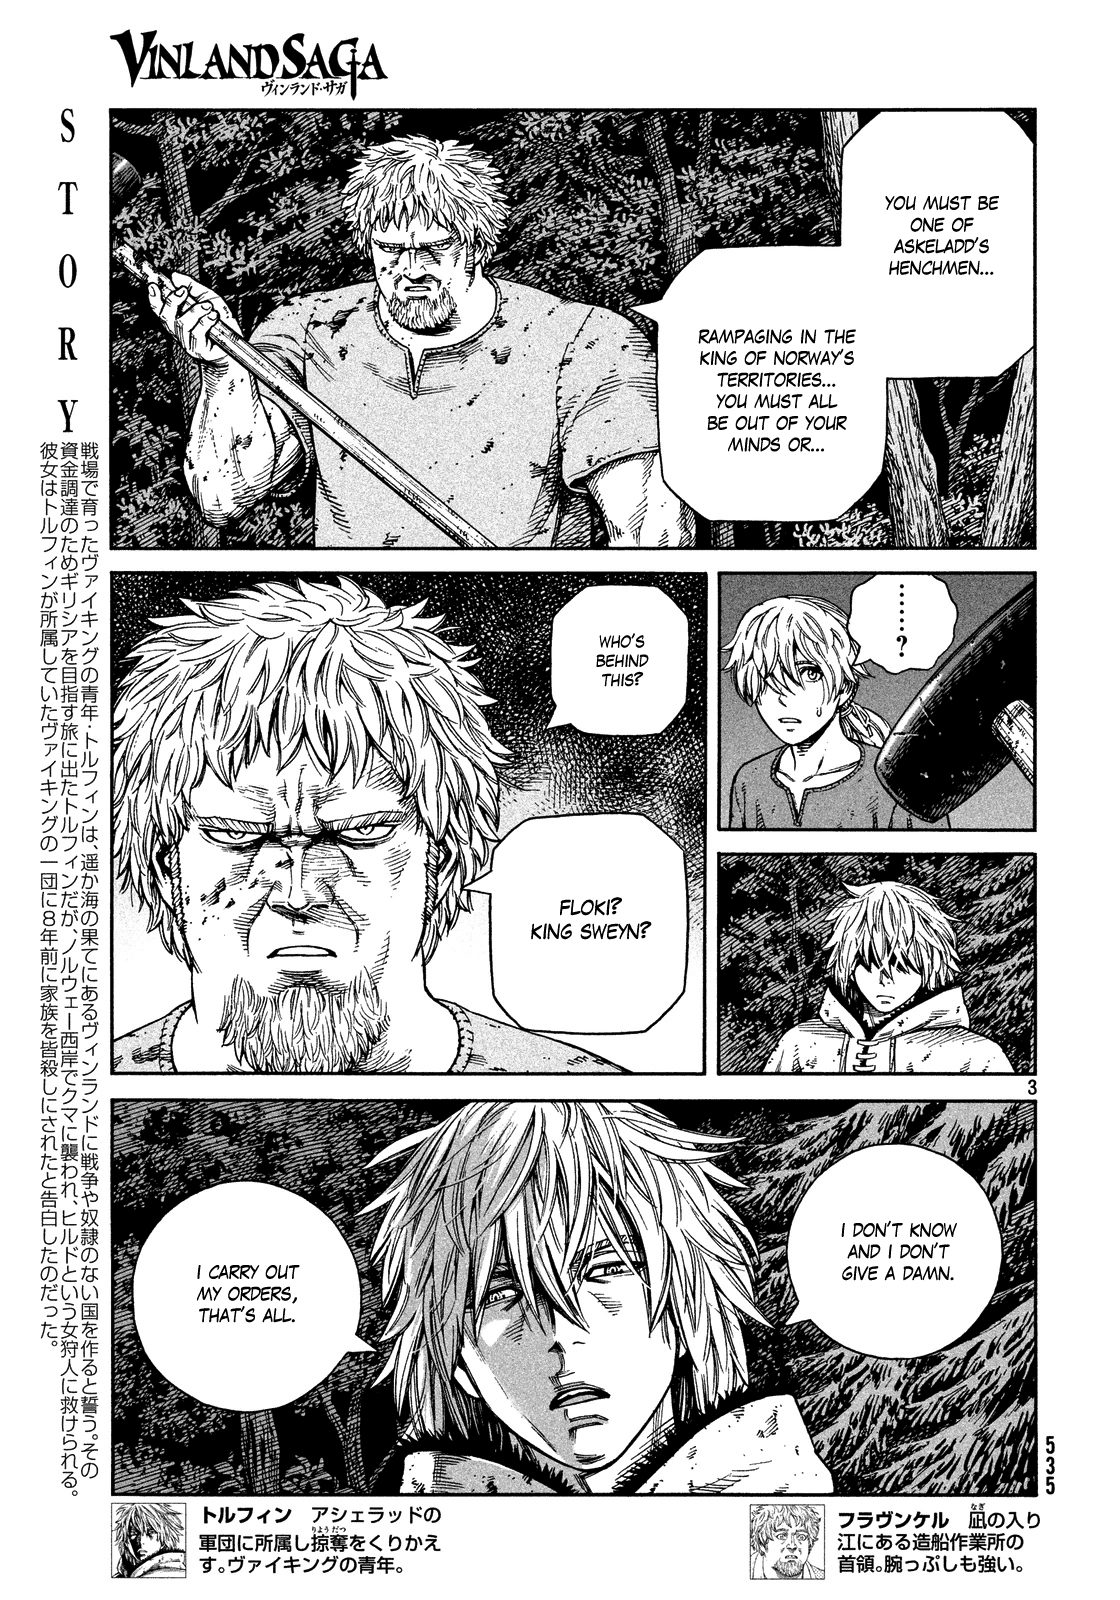 VINLAND SAGA
ヴィンランド・サガ
STORY
戦場で育ったヴァイキングの青年・トルフィンは、遥か海の果てにあるヴィンランドに戦争や奴隷のない国を作ると誓う。その
資金調達のためギリシアを目指す旅に出たトルフィンだが、ノルウェー西岸でクマに襲われ、ヒルドという女狩人に救けられる。
彼女はトルフィンが所属していたヴァイキングの一団に8年前に家族を皆殺しにされたと告白したのだった。
YOU MUST BE
ONE OF
ASKELADD'S
HENCHMEN...
RAMPAGING IN THE
KING OF NORWAY'S
TERRITORIES...
YOU MUST ALL
BE OUT OF YOUR
MINDS OR...
........?
WHO'S
BEHIND
THIS?
FLOKI?
KING SWEYN?
3
I DON'T KNOW
AND I DON'T
GIVE A DAMN.
I CARRY OUT
MY ORDERS,
THAT'S ALL.
535
トルフィン アシェラッドの
軍団に所属し掠奪をくりかえ
りようだつ
す。ヴァイキングの青年。
フラヴンケル 凪の入り
なぎ
江にある造船作業所の
首領。腕っぷしも強い。